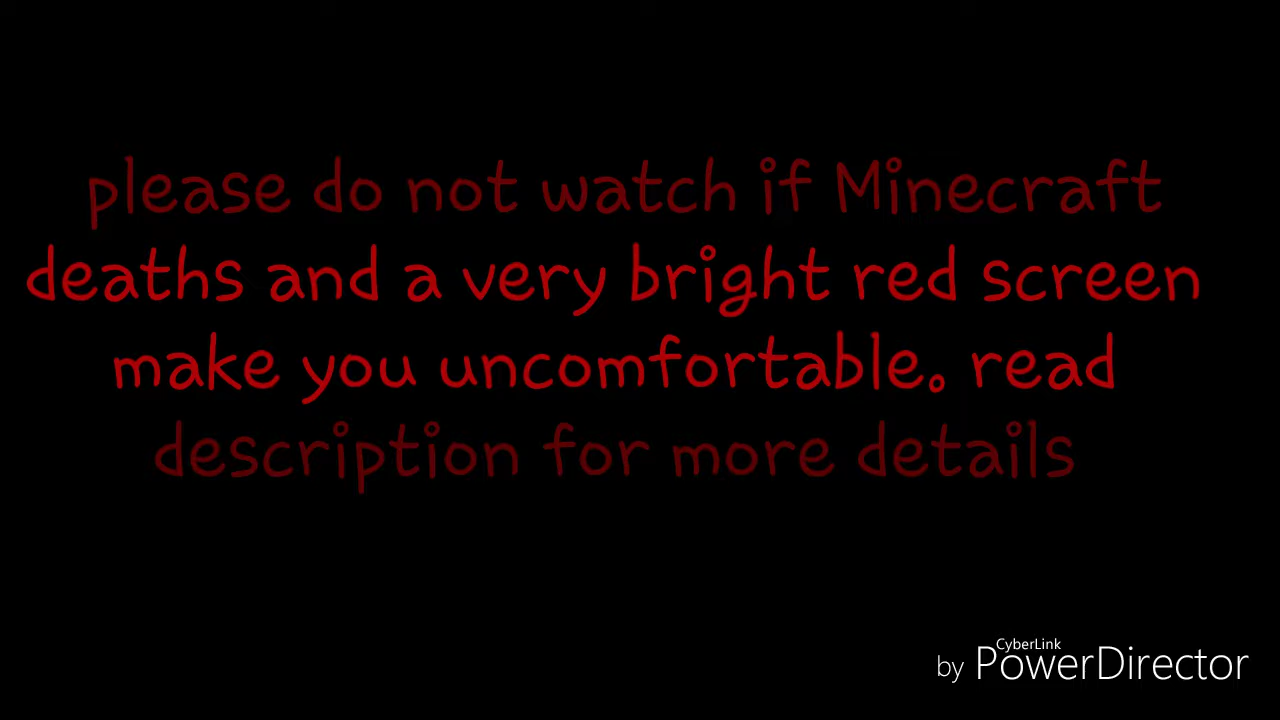 please do not watch if Minecraft
deaths and a very bright red screen
make you uncomfortable. read
description for more details
CyberLink
by PowerDirector